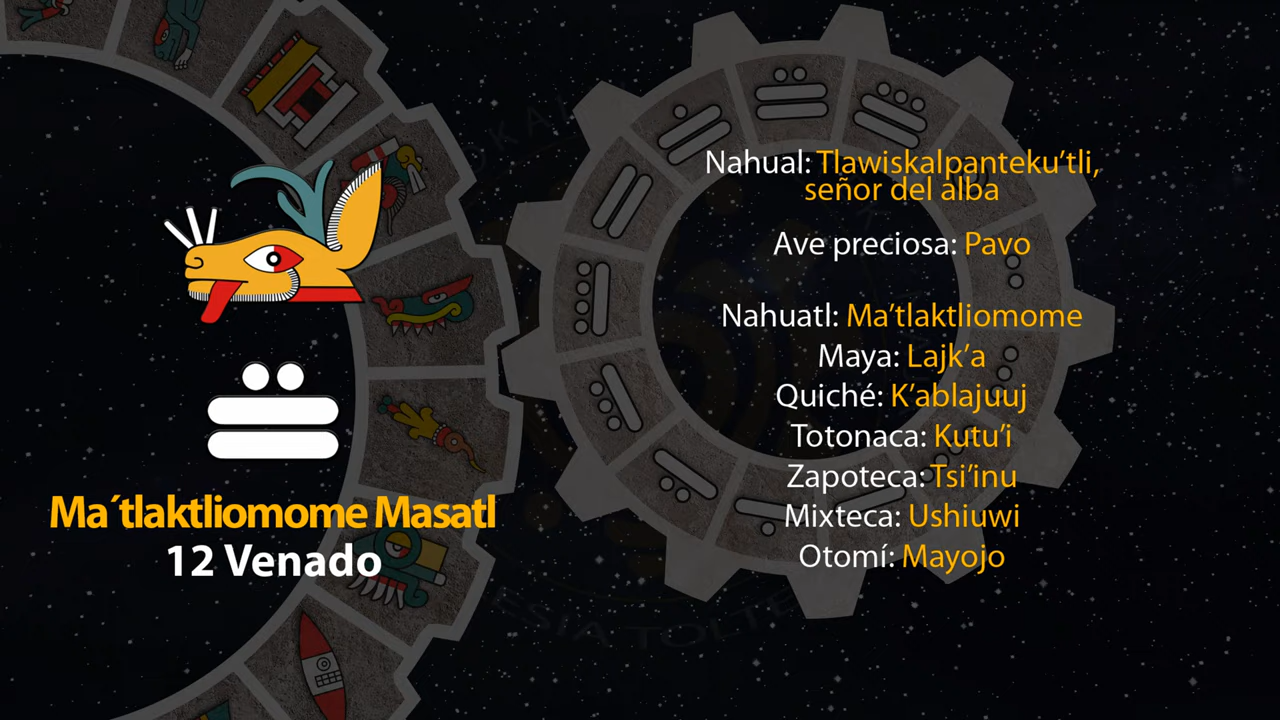 Ma´tlaktliomome Masatl
12 Venado
Nahual: Tlawiskalpanteku’tli,
señor del alba
Ave preciosa: Pavo
Nahuatl: Ma’tlaktliomome
Maya: Lajk’a
Quiché: K’ablajuuj
Totonaca: Kutu’i
Zapoteca: Tsi’inu
Mixteca: Ushiuwi
Otomí: Mayojo